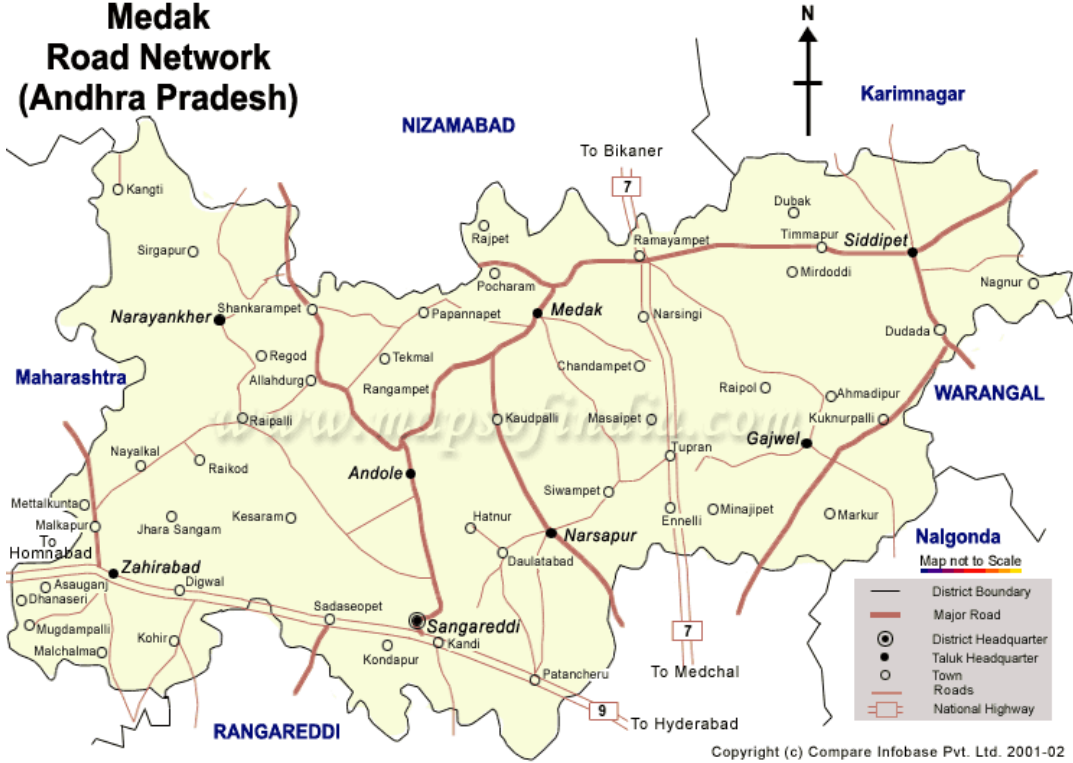 Medak
Road Network
(Andhra Pradesh)
N
Karimnagar
NIZAMABAD
To Bikaner
7
Kangti
Dubak
Rajpet
Ramayampet
Timmapur
Siddipet
Sirgapur
Pocharam
Mirdoddi
Nagnur
Shankarampet
Narayankher
Papannapet
Medak
Narsingi
Dudada
Regod
Tekmal
Chandampet
Maharashtra
Allahdurg
Rangampet
Raipol
Ahmadipur
WARANGAL
www.mapsofindia.com
Raipalli
Kaudpalli
Masaipet
Kuknurpalli
Gajwel
Nayalkal
Raikod
Andole
Tupran
Mettalkunta
Siwampet
Malkapur
Jhara Sangam
Kesaram
Hatnur
Ennelli
Minajipet
Markur
To
Homnabad
Narsapur
Nalgonda
Zahirabad
Daulatabad
Map not to Scale
Asauganj
Digwal
District Boundary
Dhanaseri
Sadaseopet
Major Road
Mugdampalli
Kohir
Sangareddi
7
District Headquarter
Malchalma
Kondapur
Kandi
Taluk Headquarter
Patancheru
To Medchal
Town
Roads
National Highway
RANGAREDDI
9
To Hyderabad
Copyright (c) Compare Infobase Pvt. Ltd. 2001-02